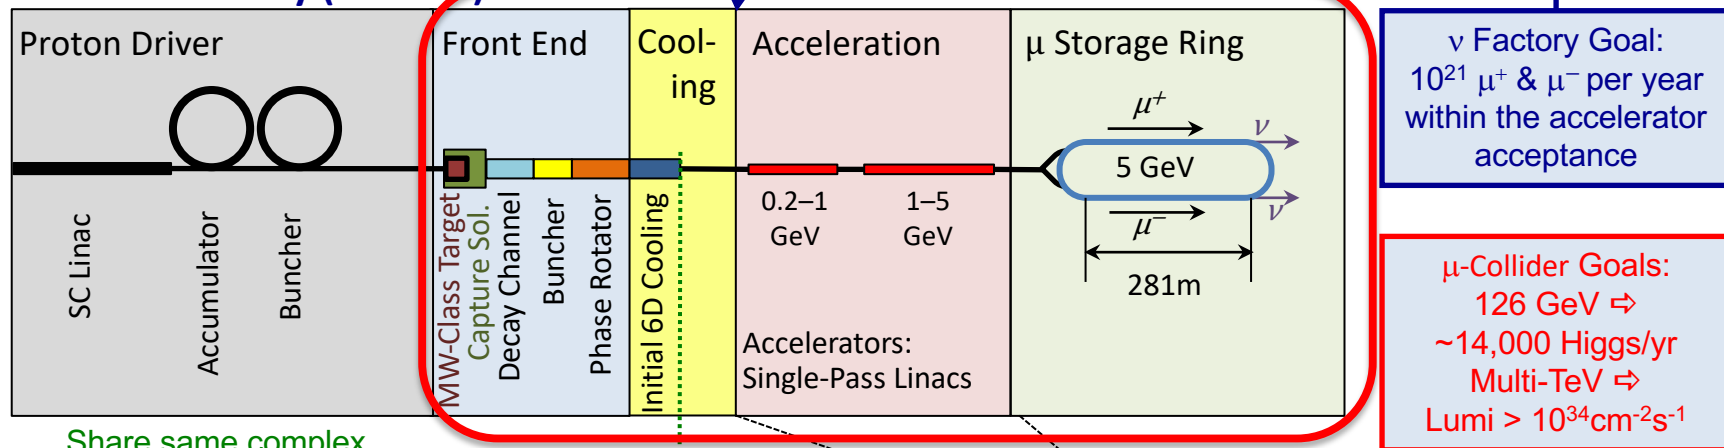 Proton Driver
SC Linac
Accumulator
Buncher
Front End
MW-Class Target
Capture Sol.
Decay Channel
Buncher
Phase Rotator
Cool-
ing
Initial 6D Cooling
Acceleration
0.2–1
GeV
1–5
GeV
Accelerators:
Single-Pass Linacs
μ Storage Ring
μ⁺
ν
5 GeV
μ⁻
ν
281m
ν Factory Goal:
10²¹ μ⁺ & μ⁻ per year
within the accelerator
acceptance
μ-Collider Goals:
126 GeV ⇨
~14,000 Higgs/yr
Multi-TeV ⇨
Lumi > 10³⁴cm⁻²s⁻¹
Share same complex